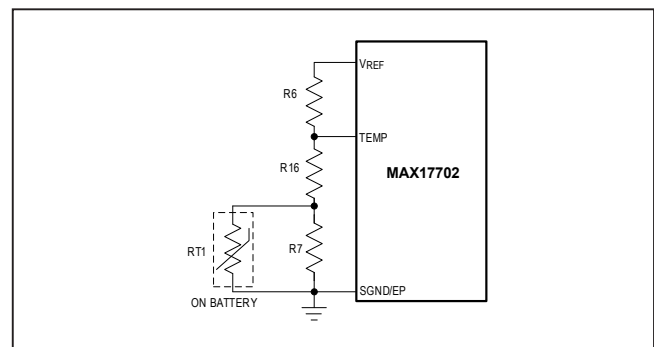 VREF
R6
TEMP
R16
MAX17702
RT1
R7
ON BATTERY
SGND/EP